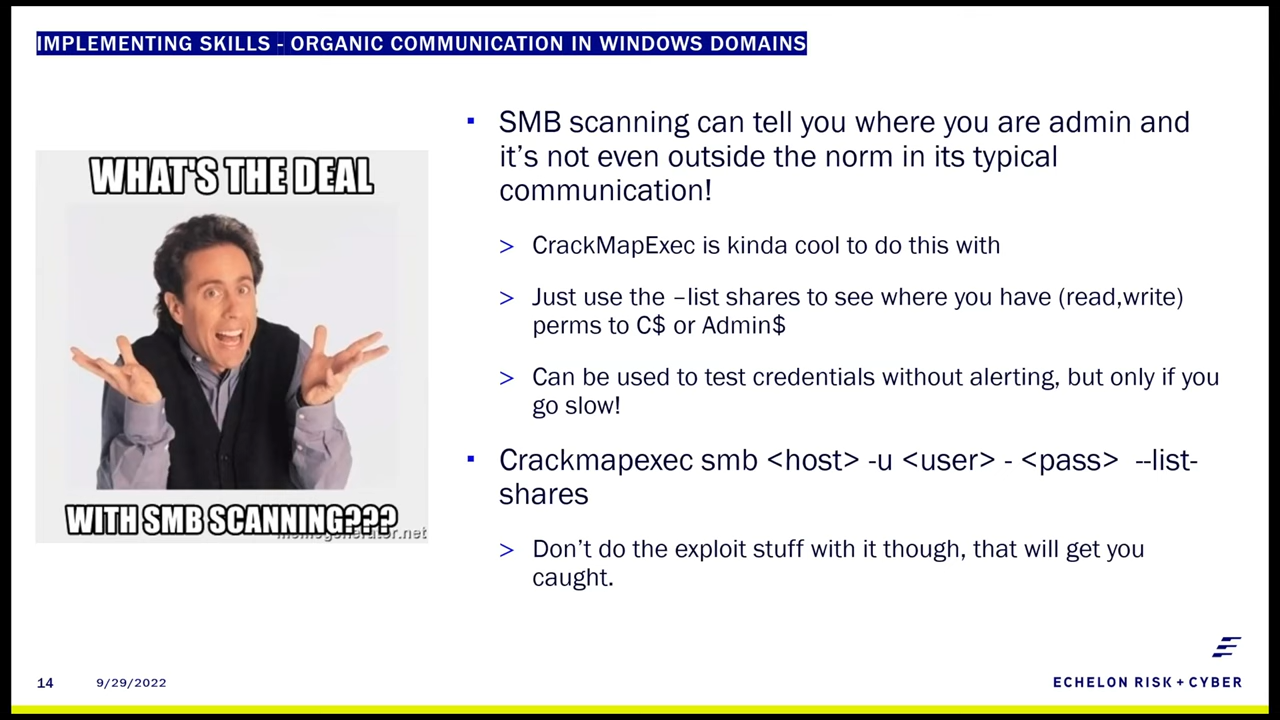 IMPLEMENTING SKILLS - ORGANIC COMMUNICATION IN WINDOWS DOMAINS
WHAT'S THE DEAL
WITH SMB SCANNING???
memegenerator.net
▪ SMB scanning can tell you where you are admin and
it's not even outside the norm in its typical
communication!
> CrackMapExec is kinda cool to do this with
> Just use the –list shares to see where you have (read,write)
perms to C$ or Admin$
> Can be used to test credentials without alerting, but only if you
go slow!
▪ Crackmapexec smb <host> -u <user> - <pass> --list-
shares
> Don't do the exploit stuff with it though, that will get you
caught.
14 9/29/2022
ECHELON RISK + CYBER